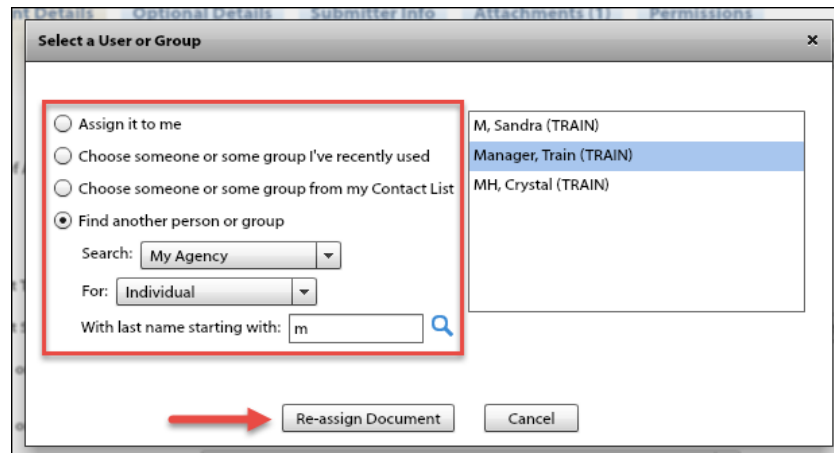 nt Details Optional Details Submitter Info Attachments (1) Permissions
Select a User or Group x
Assign it to me
Choose someone or some group I've recently used
Choose someone or some group from my Contact List
Find another person or group
Search: My Agency
For: Individual
With last name starting with: m
M, Sandra (TRAIN)
Manager, Train (TRAIN)
MH, Crystal (TRAIN)
Re-assign Document Cancel